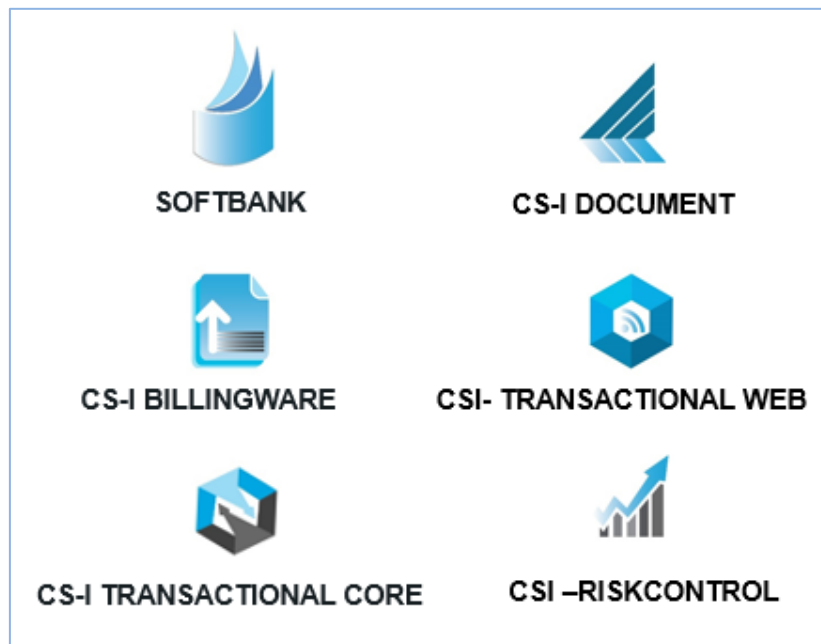 SOFTBANK
CS-I DOCUMENT
CS-I BILLINGWARE
CSI- TRANSACTIONAL WEB
CS-I TRANSACTIONAL CORE
CSI –RISKCONTROL